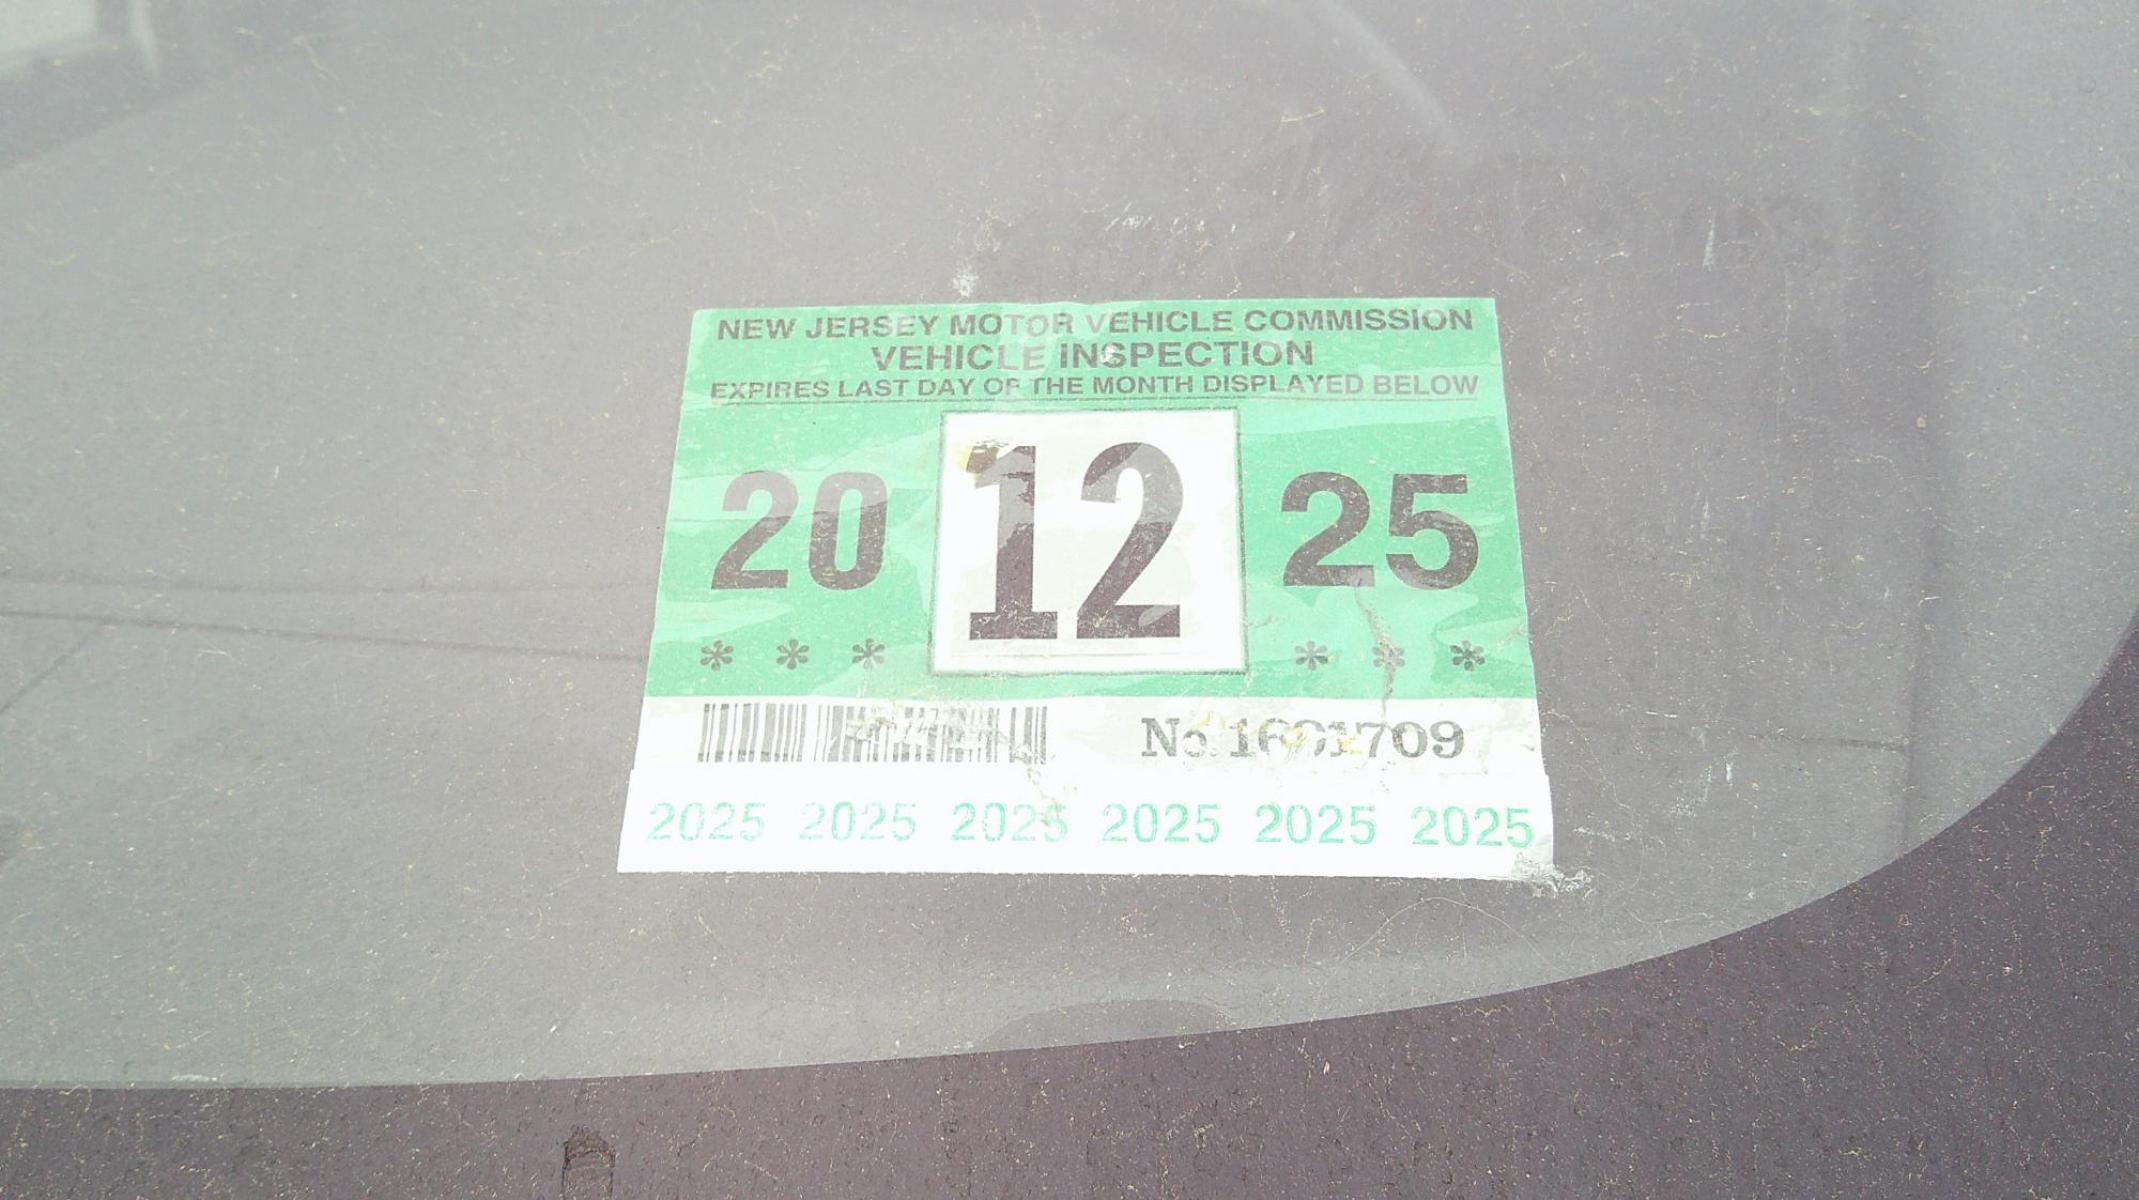 NEW JERSEY MOTOR VEHICLE COMMISSION
VEHICLE INSPECTION
EXPIRES LAST DAY OF THE MONTH DISPLAYED BELOW
20 12 25
* * * * * *
No.
2025 2025 2025 2025 2025 2025